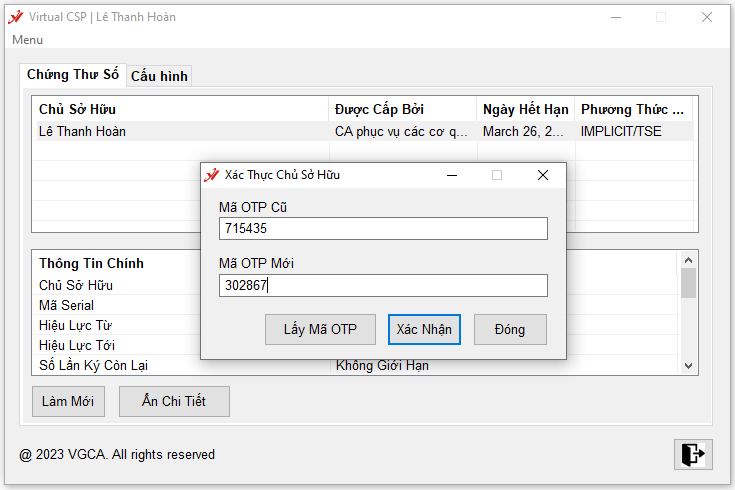 Virtual CSP | Lê Thanh Hoàn
Menu
Chứng Thư Số Cấu hình
Chủ Sở Hữu Được Cấp Bởi Ngày Hết Hạn Phương Thức ...
Lê Thanh Hoàn CA phục vụ các cơ q... March 26, 2... IMPLICIT/TSE
Xác Thực Chủ Sở Hữu
Mã OTP Cũ
715435
Mã OTP Mới
302867
Lấy Mã OTP Xác Nhận Đóng
Thông Tin Chính
Chủ Sở Hữu
Mã Serial
Hiệu Lực Từ
Hiệu Lực Tới
Số Lần Ký Còn Lại Không Giới Hạn
Làm Mới Ẩn Chi Tiết
@ 2023 VGCA. All rights reserved